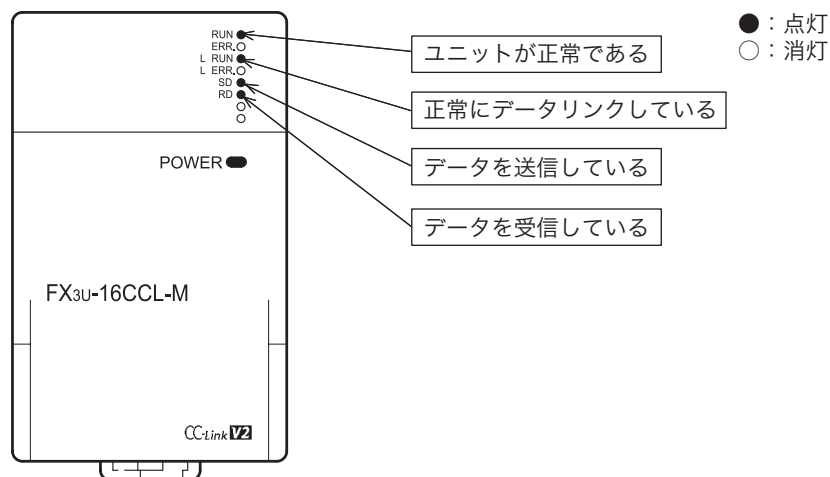 RUN
ERR.
L RUN
L ERR.
SD
RD
POWER
FX3U-16CCL-M
CC-Link V2
ユニットが正常である
正常にデータリンクしている
データを送信している
データを受信している
●：点灯
○：消灯